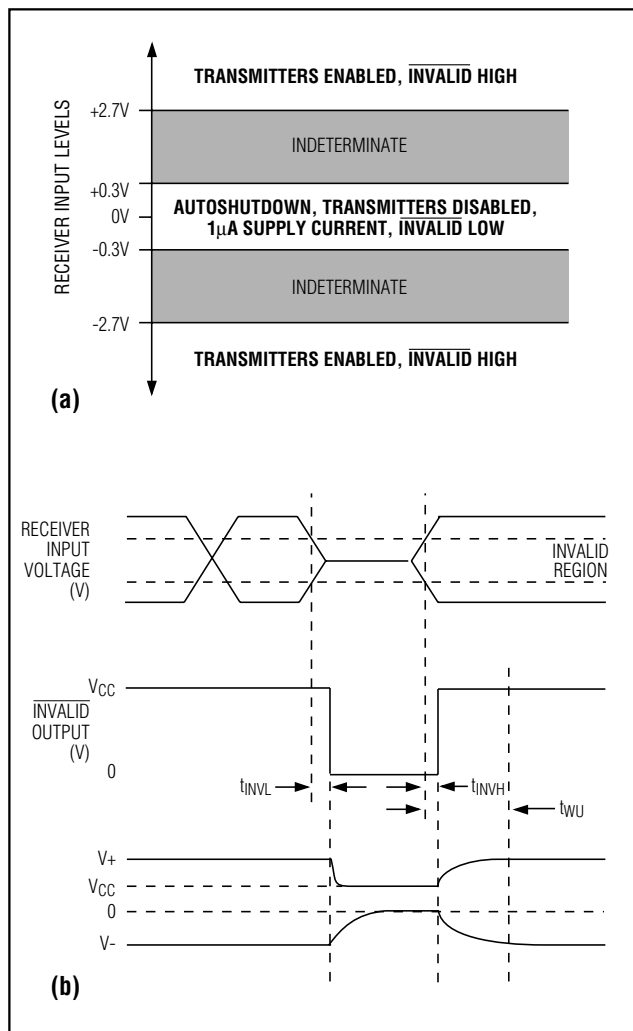 TRANSMITTERS ENABLED, INVALID HIGH
+2.7V
INDETERMINATE
+0.3V
AUTOSHUTDOWN, TRANSMITTERS DISABLED,
0V
1µA SUPPLY CURRENT, INVALID LOW
-0.3V
INDETERMINATE
-2.7V
TRANSMITTERS ENABLED, INVALID HIGH
RECEIVER INPUT LEVELS
(a)
RECEIVER
INPUT
VOLTAGE
(V)
INVALID
REGION
VCC
INVALID
OUTPUT
(V)
0
tINVL
tINVH
tWU
V+
VCC
0
V-
(b)